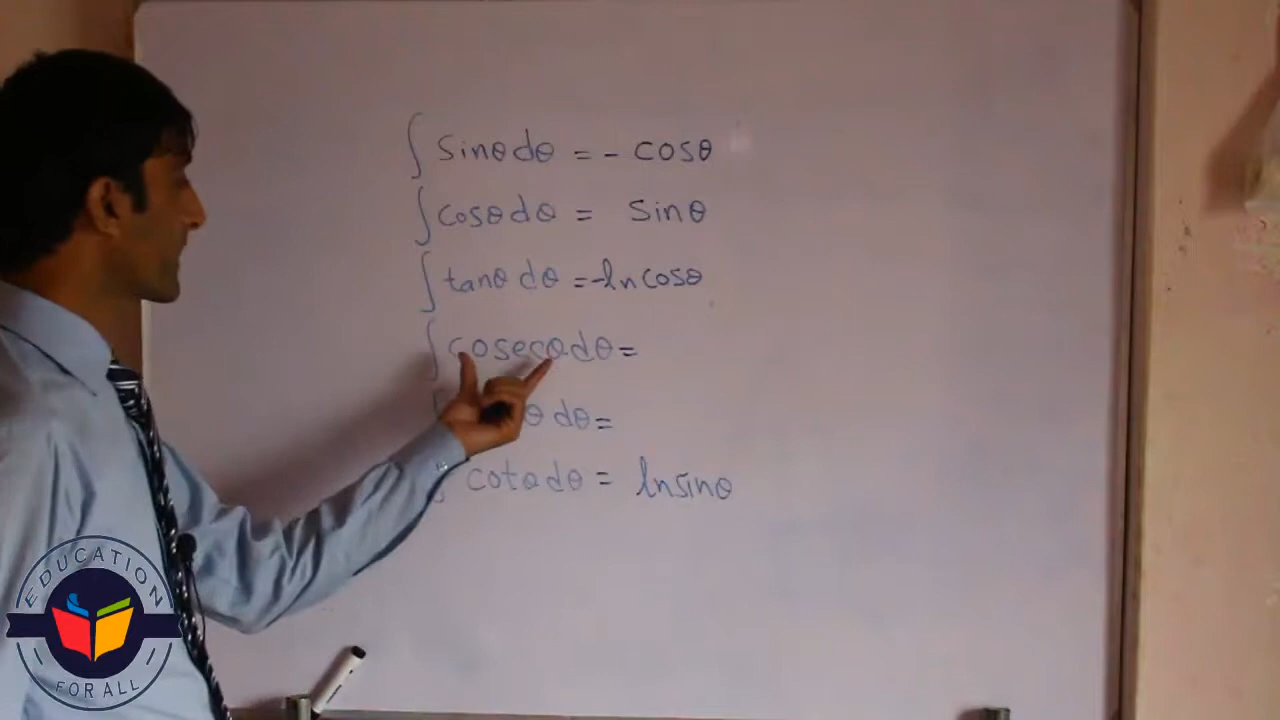 ∫ sinθ dθ = - cosθ
∫ cosθ dθ = sinθ
∫ tanθ dθ = -ln cosθ
∫ cosecθ dθ =
θ dθ =
∫ cotθ dθ = ln sinθ
EDUCATION
FOR ALL